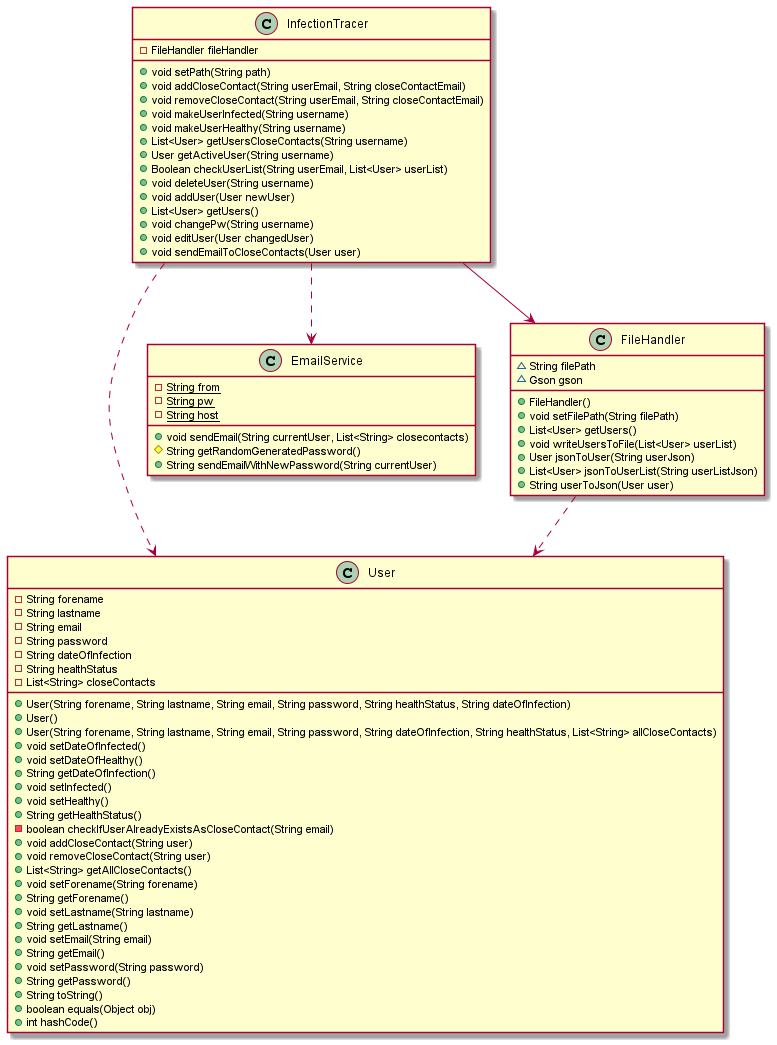 C InfectionTracer
FileHandler fileHandler
void setPath(String path)
void addCloseContact(String userEmail, String closeContactEmail)
void removeCloseContact(String userEmail, String closeContactEmail)
void makeUserInfected(String username)
void makeUserHealthy(String username)
List<User> getUsersCloseContacts(String username)
User getActiveUser(String username)
Boolean checkUserList(String userEmail, List<User> userList)
void deleteUser(String username)
void addUser(User newUser)
List<User> getUsers()
void changePw(String username)
void editUser(User changedUser)
void sendEmailToCloseContacts(User user)
C EmailService
String from
String pw
String host
void sendEmail(String currentUser, List<String> closecontacts)
String getRandomGeneratedPassword()
String sendEmailWithNewPassword(String currentUser)
C FileHandler
String filePath
Gson gson
FileHandler()
void setFilePath(String filePath)
List<User> getUsers()
void writeUsersToFile(List<User> userList)
User jsonToUser(String userJson)
List<User> jsonToUserList(String userListJson)
String userToJson(User user)
C User
String forename
String lastname
String email
String password
String dateOfInfection
String healthStatus
List<String> closeContacts
User(String forename, String lastname, String email, String password, String healthStatus, String dateOfInfection)
User()
User(String forename, String lastname, String email, String password, String dateOfInfection, String healthStatus, List<String> allCloseContacts)
void setDateOfInfected()
void setDateOfHealthy()
String getDateOfInfection()
void setInfected()
void setHealthy()
String getHealthStatus()
boolean checkIfUserAlreadyExistsAsCloseContact(String email)
void addCloseContact(String user)
void removeCloseContact(String user)
List<String> getAllCloseContacts()
void setForename(String forename)
String getForename()
void setLastname(String lastname)
String getLastname()
void setEmail(String email)
String getEmail()
void setPassword(String password)
String getPassword()
String toString()
boolean equals(Object obj)
int hashCode()